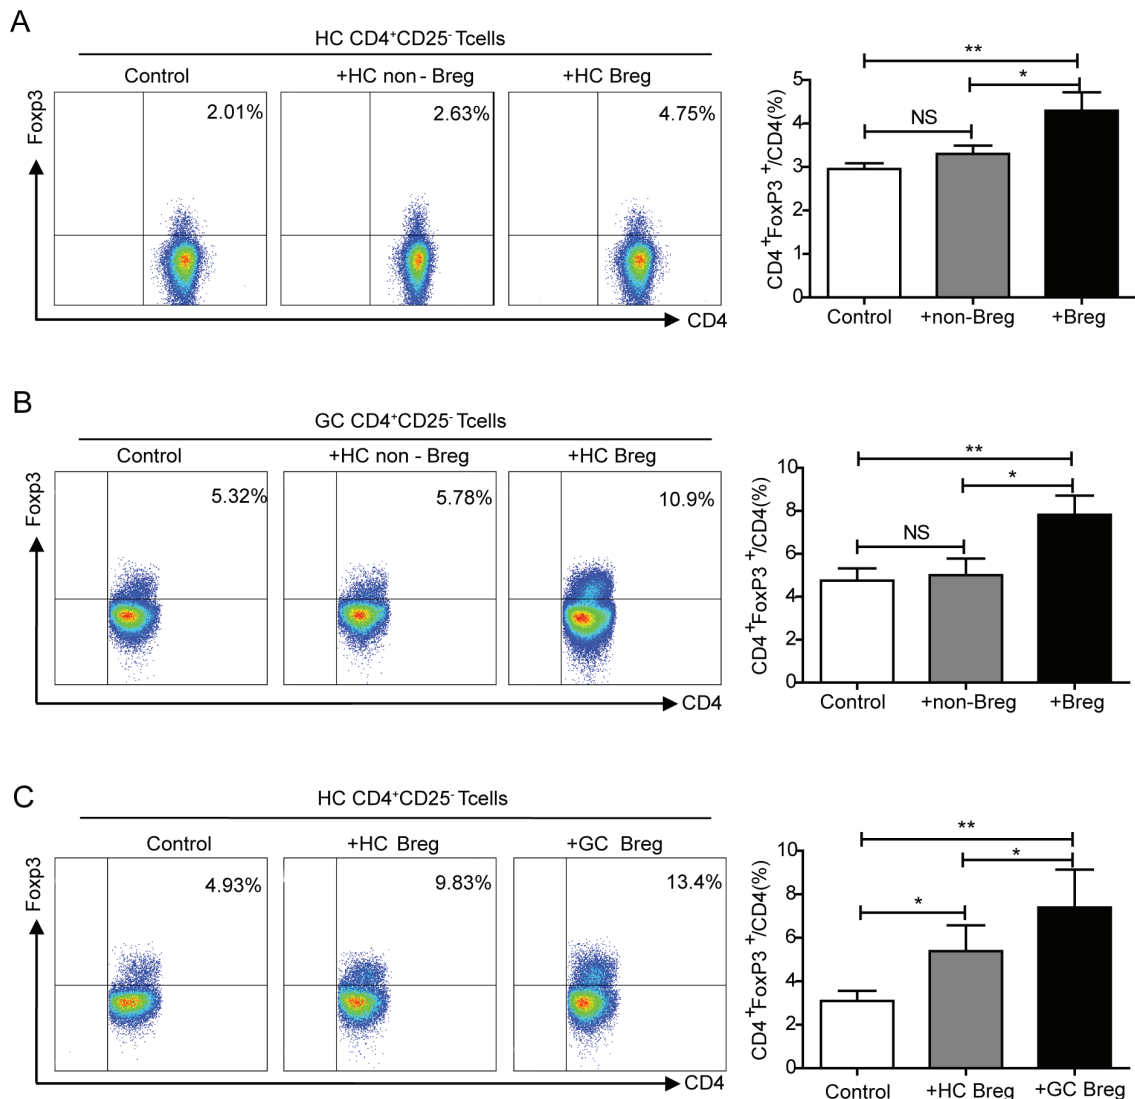 A
HC CD4⁺CD25⁻ Tcells
Control +HC non - Breg +HC Breg
Foxp3
2.01% 2.63% 4.75%
CD4
CD4⁺FoxP3⁺/CD4(%)
5
4
3
2
1
0
**
*
NS
Control +non-Breg +Breg
B
GC CD4⁺CD25⁻ Tcells
Control +HC non - Breg +HC Breg
Foxp3
5.32% 5.78% 10.9%
CD4
CD4⁺FoxP3⁺/CD4(%)
10
8
6
4
2
0
**
*
NS
Control +non-Breg +Breg
C
HC CD4⁺CD25⁻ Tcells
Control +HC Breg +GC Breg
Foxp3
4.93% 9.83% 13.4%
CD4
CD4⁺FoxP3⁺/CD4(%)
10
8
6
4
2
0
**
*
*
Control +HC Breg +GC Breg